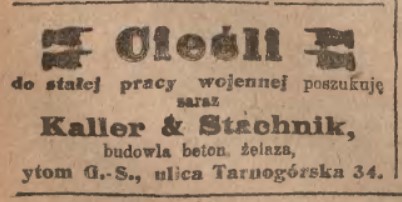 Cieśli
do stałej pracy wojennej poszukuję
zaraz
Kaller & Stachnik,
budowla beton. żelaza,
ytom G.-S., ulica Tarnogórska 34.